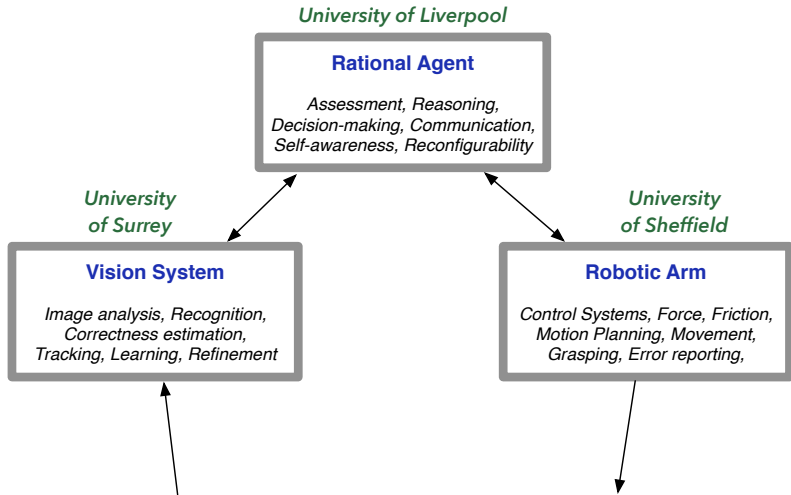 University of Liverpool
Rational Agent
Assessment, Reasoning,
Decision-making, Communication,
Self-awareness, Reconfigurability
University
of Surrey
Vision System
Image analysis, Recognition,
Correctness estimation,
Tracking, Learning, Refinement
University
of Sheffield
Robotic Arm
Control Systems, Force, Friction,
Motion Planning, Movement,
Grasping, Error reporting,